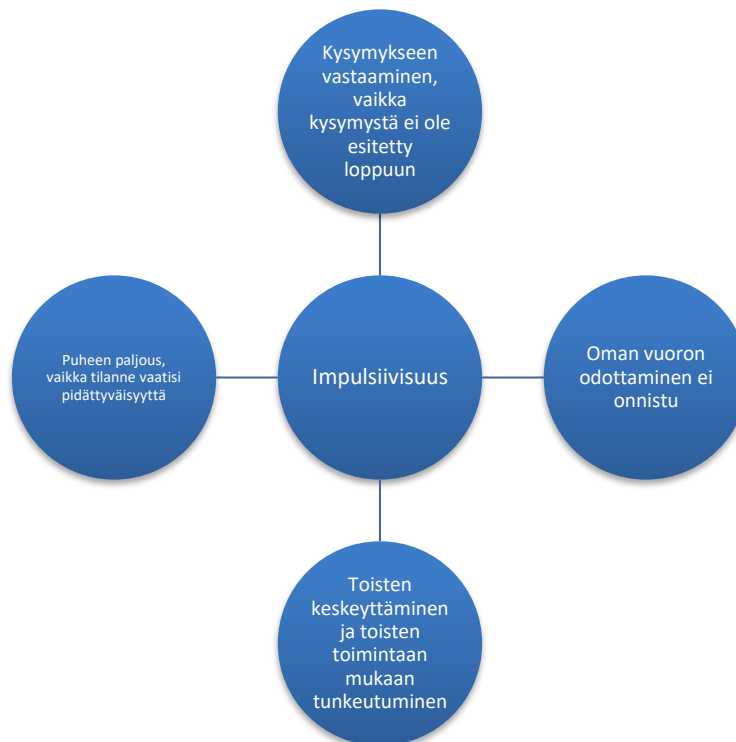 Kysymykseen
vastaaminen,
vaikka
kysymystä ei ole
esitetty
loppuun
Puheen paljous,
vaikka tilanne vaatisi
pidättyväisyyttä
Impulsiivisuus
Oman vuoron
odottaminen ei
onnistu
Toisten
keskeyttäminen
ja toisten
toimintaan
mukaan
tunkeutuminen